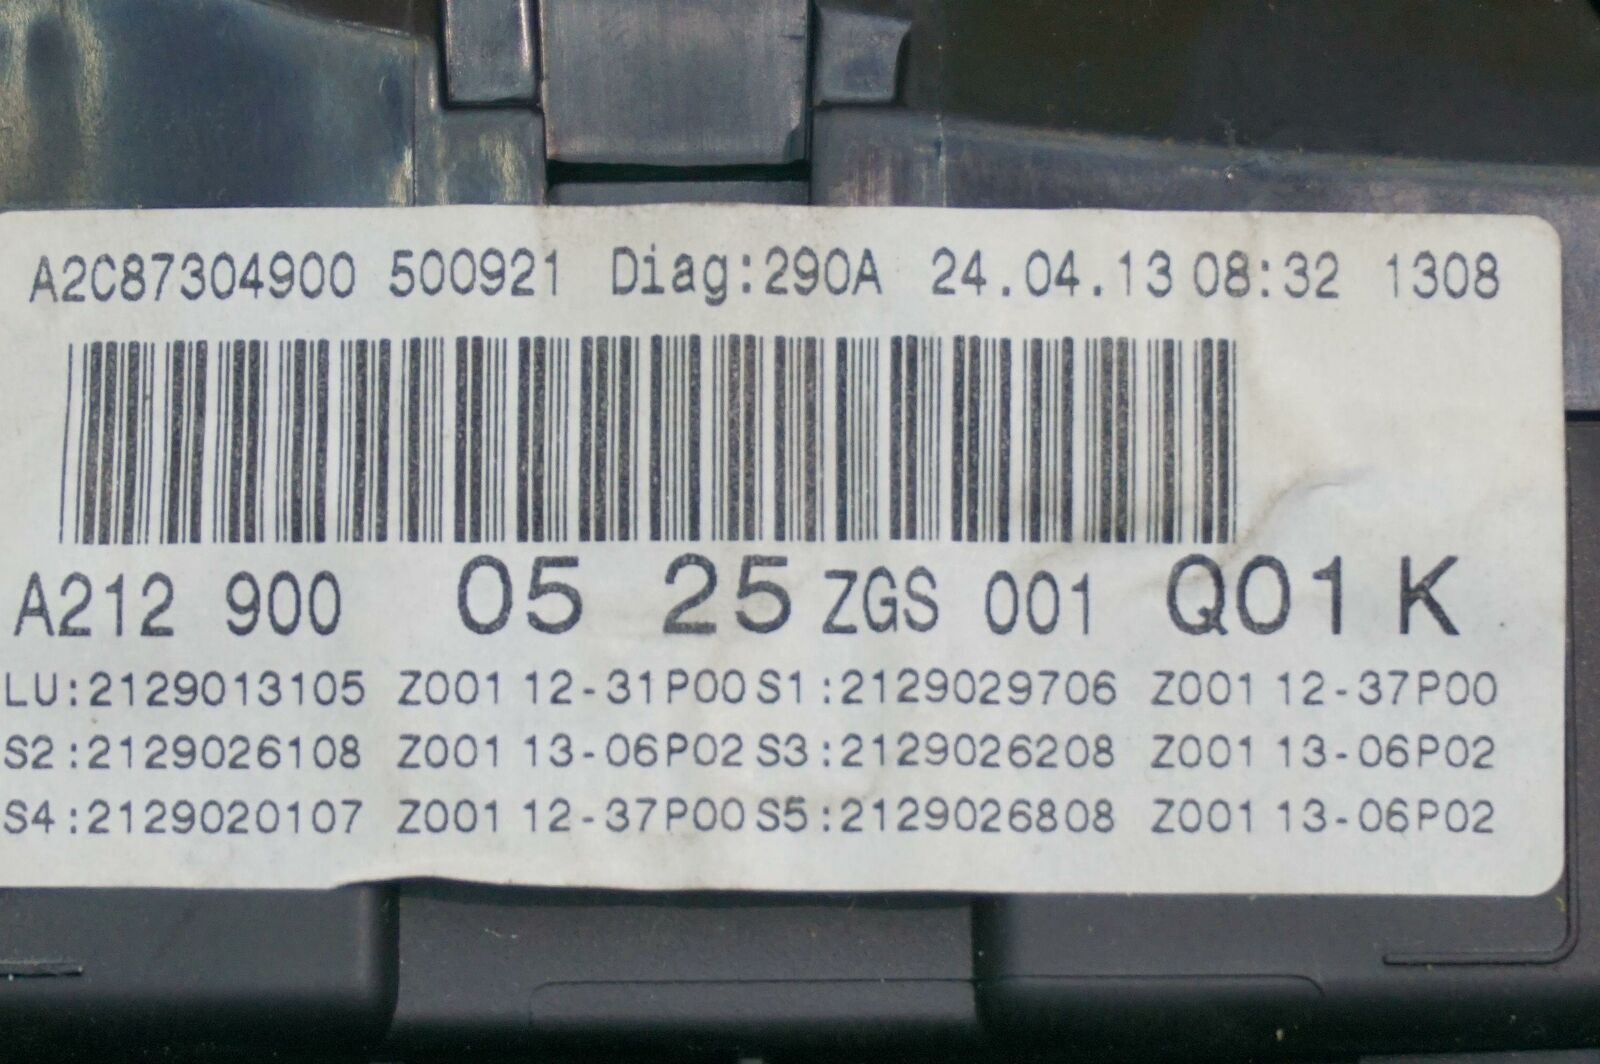 A2C87304900 500921 Diag:290A 24.04.13 08:32 1308
A212 900 05 25 ZGS 001 Q01 K
LU:2129013105 Z001 12-31P00 S1:2129029706 Z001 12-37P00
S2:2129026108 Z001 13-06P02 S3:2129026208 Z001 13-06P02
S4:2129020107 Z001 12-37P00 S5:2129026808 Z001 13-06P02